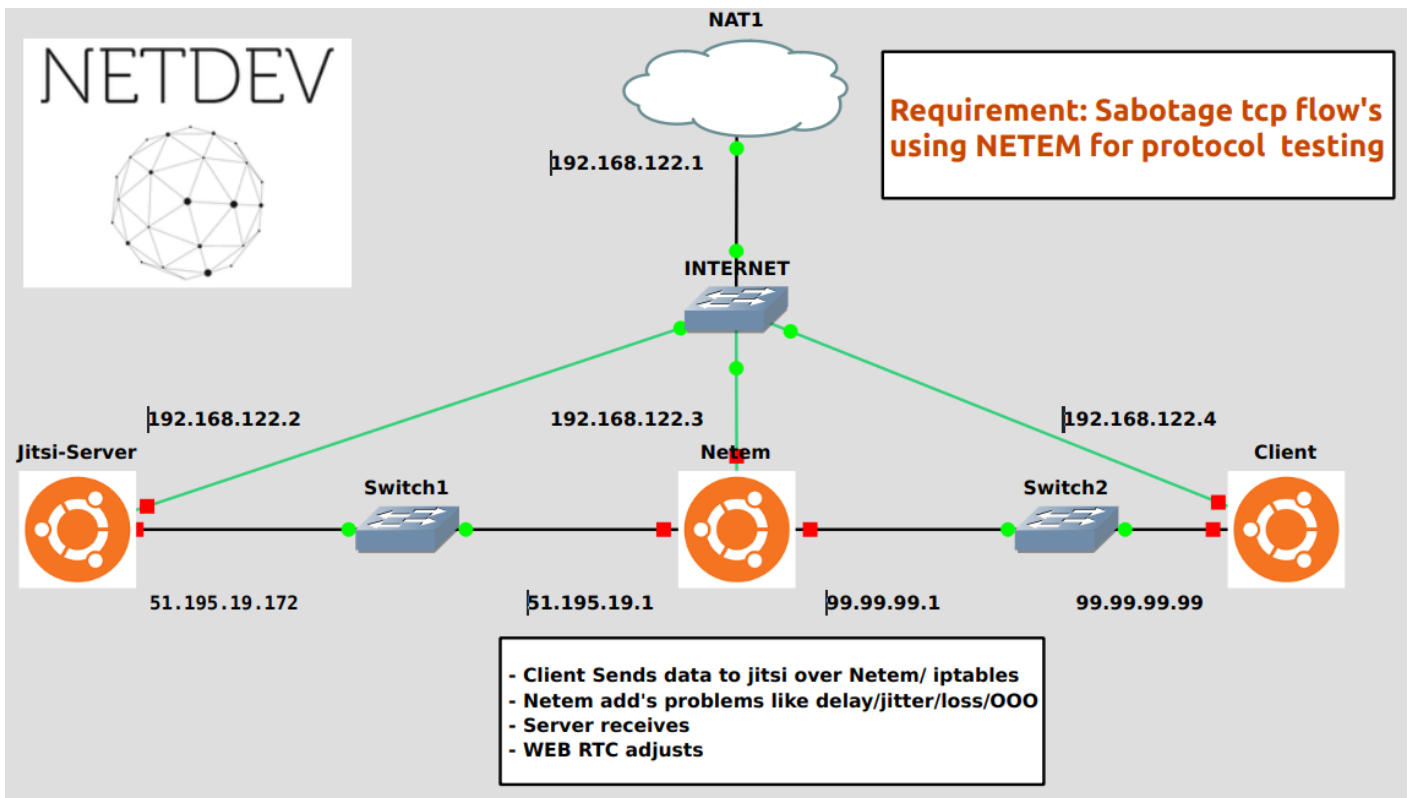 NAT1
NETDEV
Requirement: Sabotage tcp flow's
using NETEM for protocol testing
192.168.122.1
INTERNET
192.168.122.2
192.168.122.3
192.168.122.4
Jitsi-Server
Netem
Client
Switch1
Switch2
51.195.19.172
51.195.19.1
99.99.99.1
99.99.99.99
- Client Sends data to jitsi over Netem/ iptables
- Netem add's problems like delay/jitter/loss/OOO
- Server receives
- WEB RTC adjusts